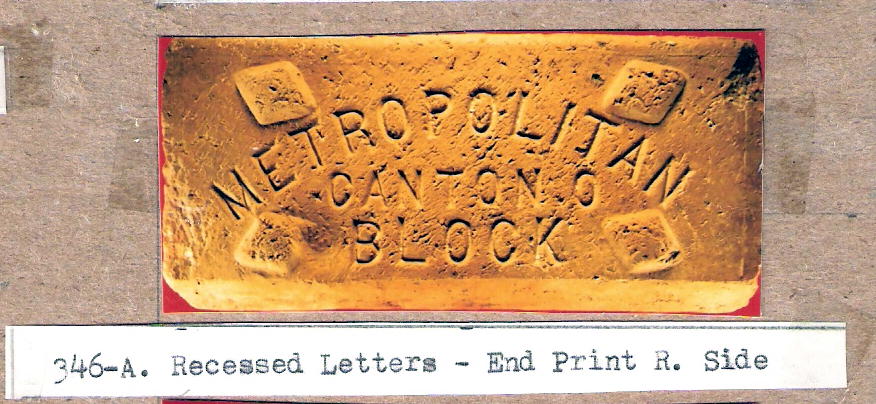 METROPOLITAN
CANTON.O
BLOCK
346-A. Recessed Letters - End Print R. Side